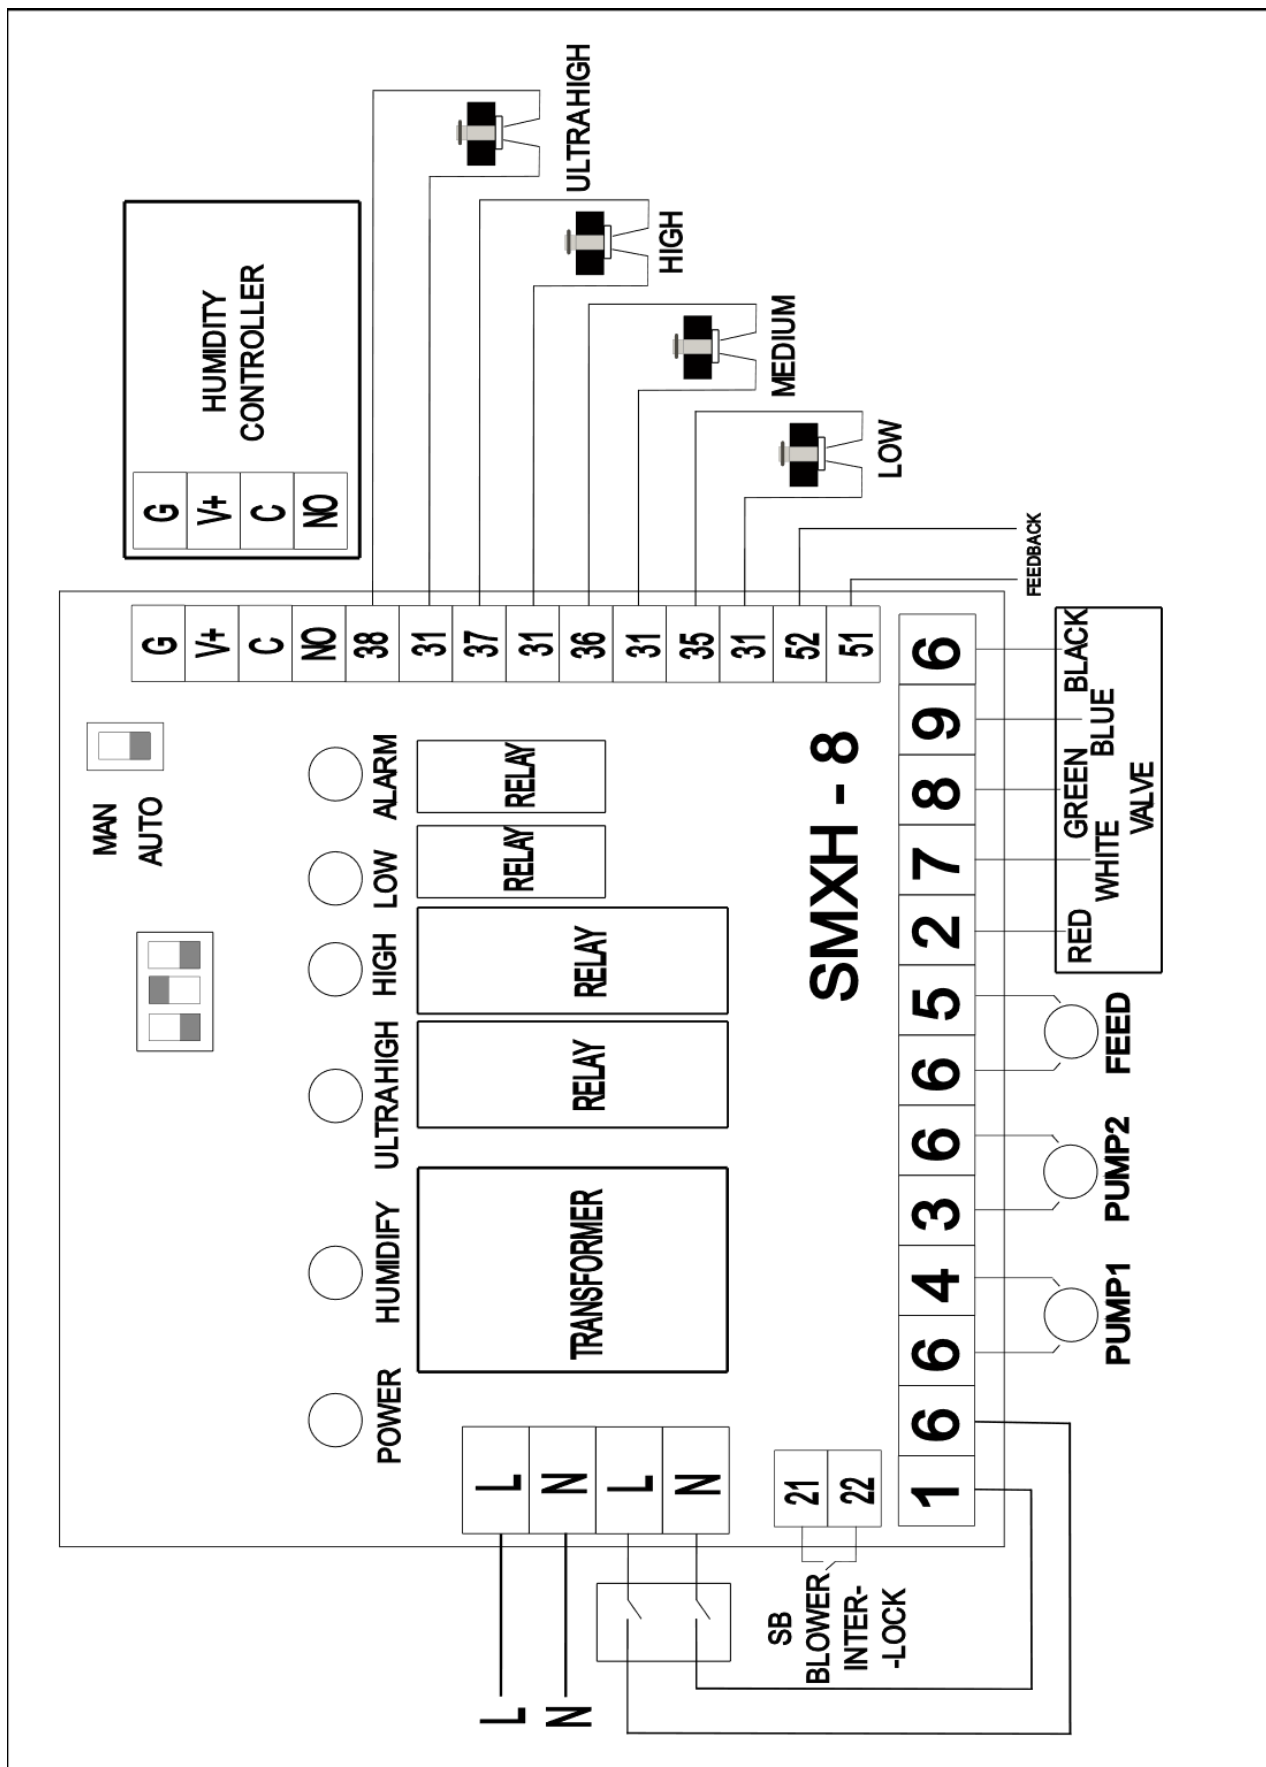 MAN
AUTO
HUMIDITY
CONTROLLER
G
V+
C
NO
G
V+
C
NO
38
31
37
31
36
31
35
31
52
51
POWER
HUMIDIFY
ULTRAHIGH
HIGH
LOW
ALARM
TRANSFORMER
RELAY
RELAY
RELAY
RELAY
L
N
L
N
L
N
ULTRAHIGH
HIGH
MEDIUM
LOW
FEEDBACK
SB
BLOWER
INTER-
-LOCK
21
22
SMXH - 8
1 6 6 4 3 6 6 5 2 7 8 9 6
PUMP1
PUMP2
FEED
RED
WHITE
GREEN
BLUE
BLACK
VALVE